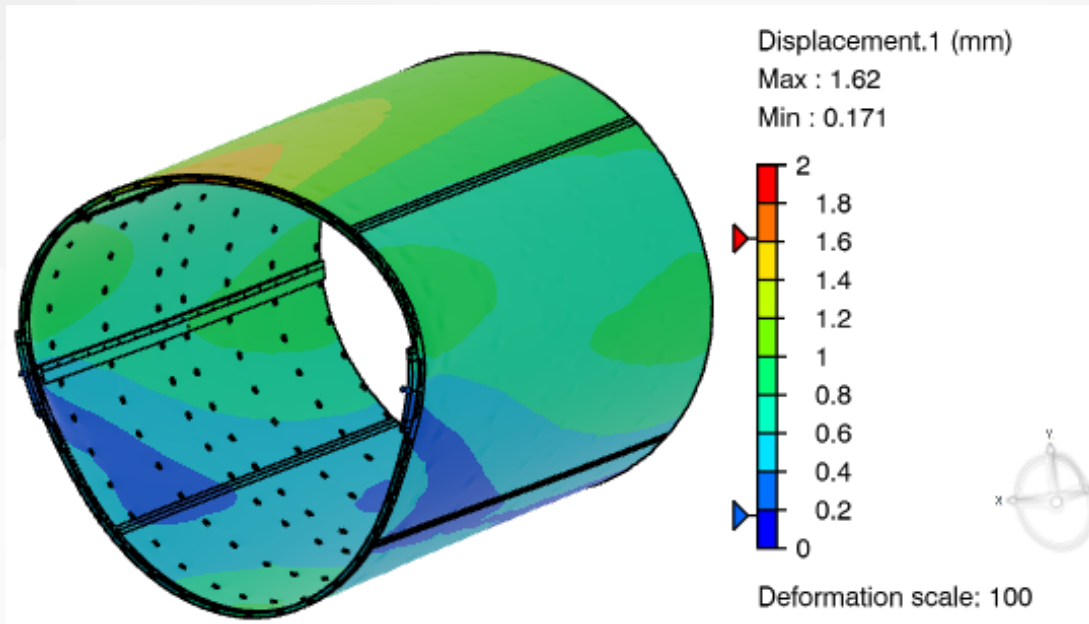 Displacement.1 (mm)
Max : 1.62
Min : 0.171
2
1.8
1.6
1.4
1.2
1
0.8
0.6
0.4
0.2
0
Y
X
Deformation scale: 100